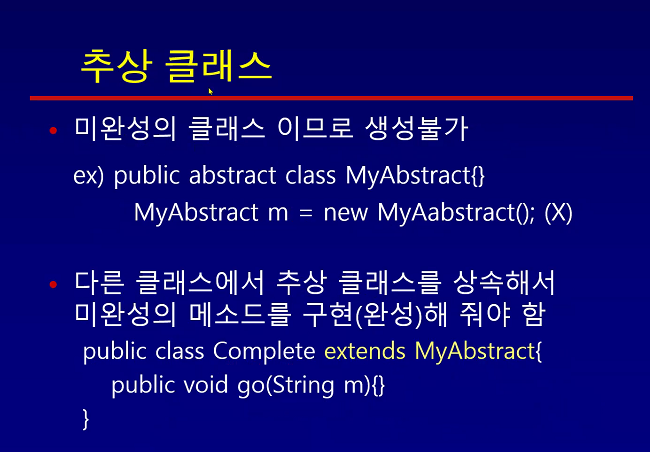 추상 클래스
• 미완성의 클래스 이므로 생성불가
ex) public abstract class MyAbstract{}
MyAbstract m = new MyAabstract(); (X)
• 다른 클래스에서 추상 클래스를 상속해서
미완성의 메소드를 구현(완성)해 줘야 함
public class Complete extends MyAbstract{
public void go(String m){}
}